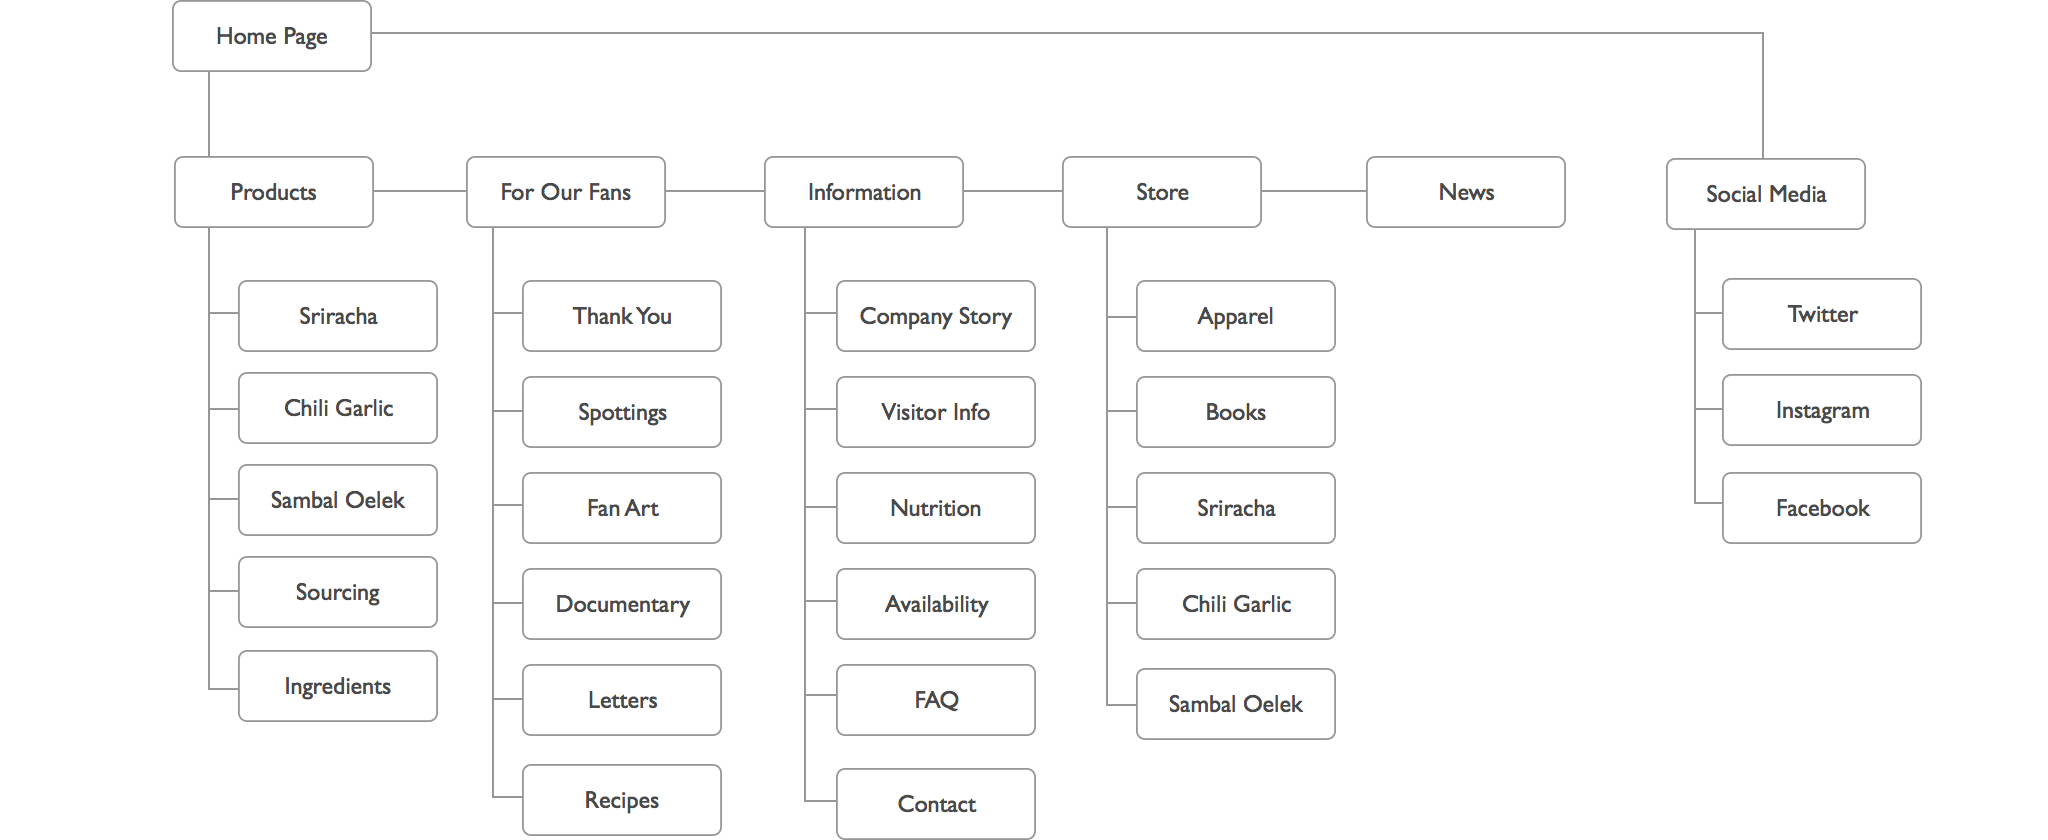 Home Page
Products
For Our Fans
Information
Store
News
Social Media
Sriracha
Chili Garlic
Sambal Oelek
Sourcing
Ingredients
Thank You
Spottings
Fan Art
Documentary
Letters
Recipes
Company Story
Visitor Info
Nutrition
Availability
FAQ
Contact
Apparel
Books
Sriracha
Chili Garlic
Sambal Oelek
Twitter
Instagram
Facebook